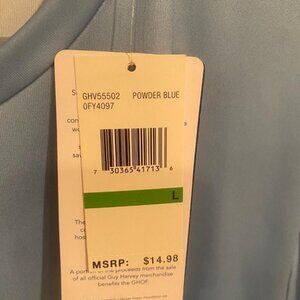 GHV55502 POWDER BLUE
0FY4097
7 30365 41713 6
L
MSRP: $14.98
A portion of the proceeds from the sale
of all official Guy Harvey merchandise
benefits the GHOF